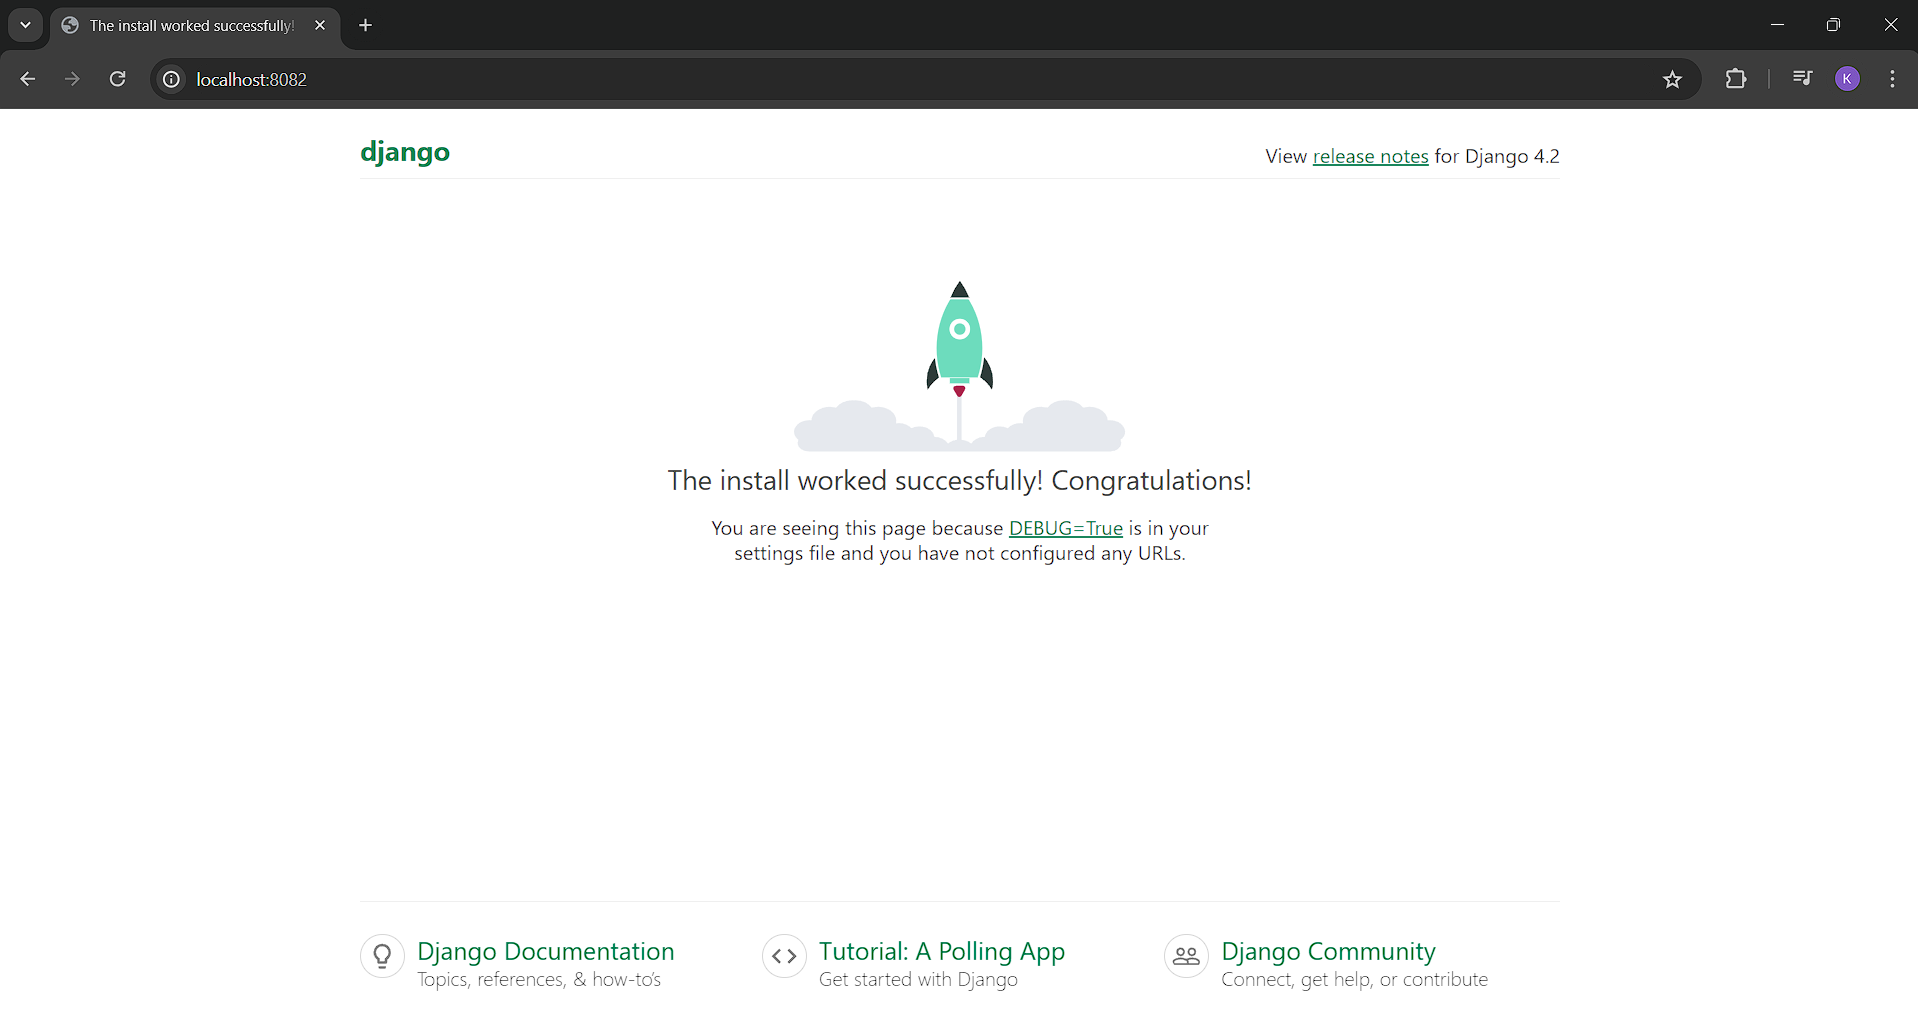 The install worked successfully!
localhost:8082
K
django
View release notes for Django 4.2
The install worked successfully! Congratulations!
You are seeing this page because DEBUG=True is in your
settings file and you have not configured any URLs.
Django Documentation
Topics, references, & how-to’s
Tutorial: A Polling App
Get started with Django
Django Community
Connect, get help, or contribute